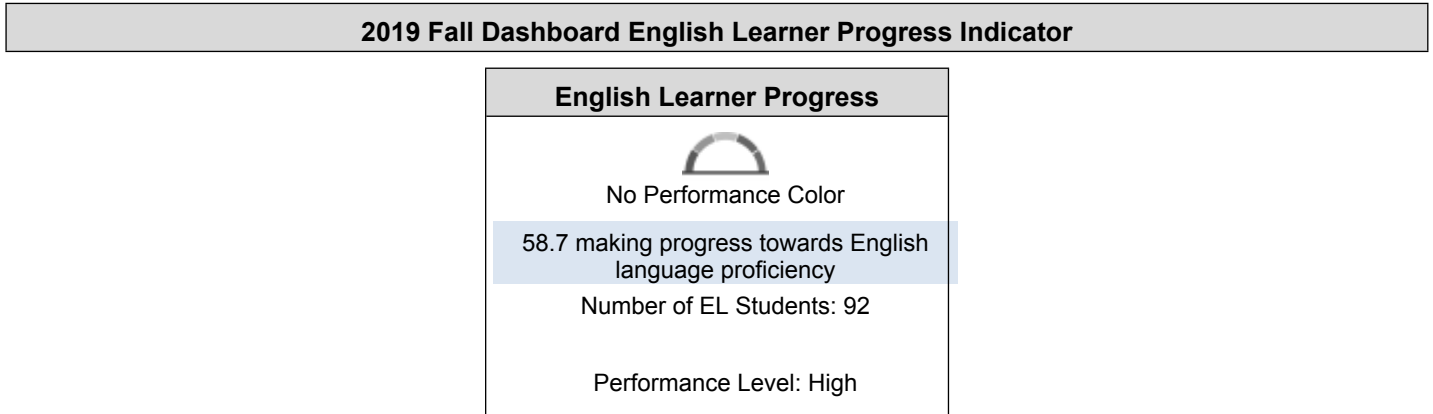 2019 Fall Dashboard English Learner Progress Indicator
English Learner Progress
No Performance Color
58.7 making progress towards English
language proficiency
Number of EL Students: 92
Performance Level: High